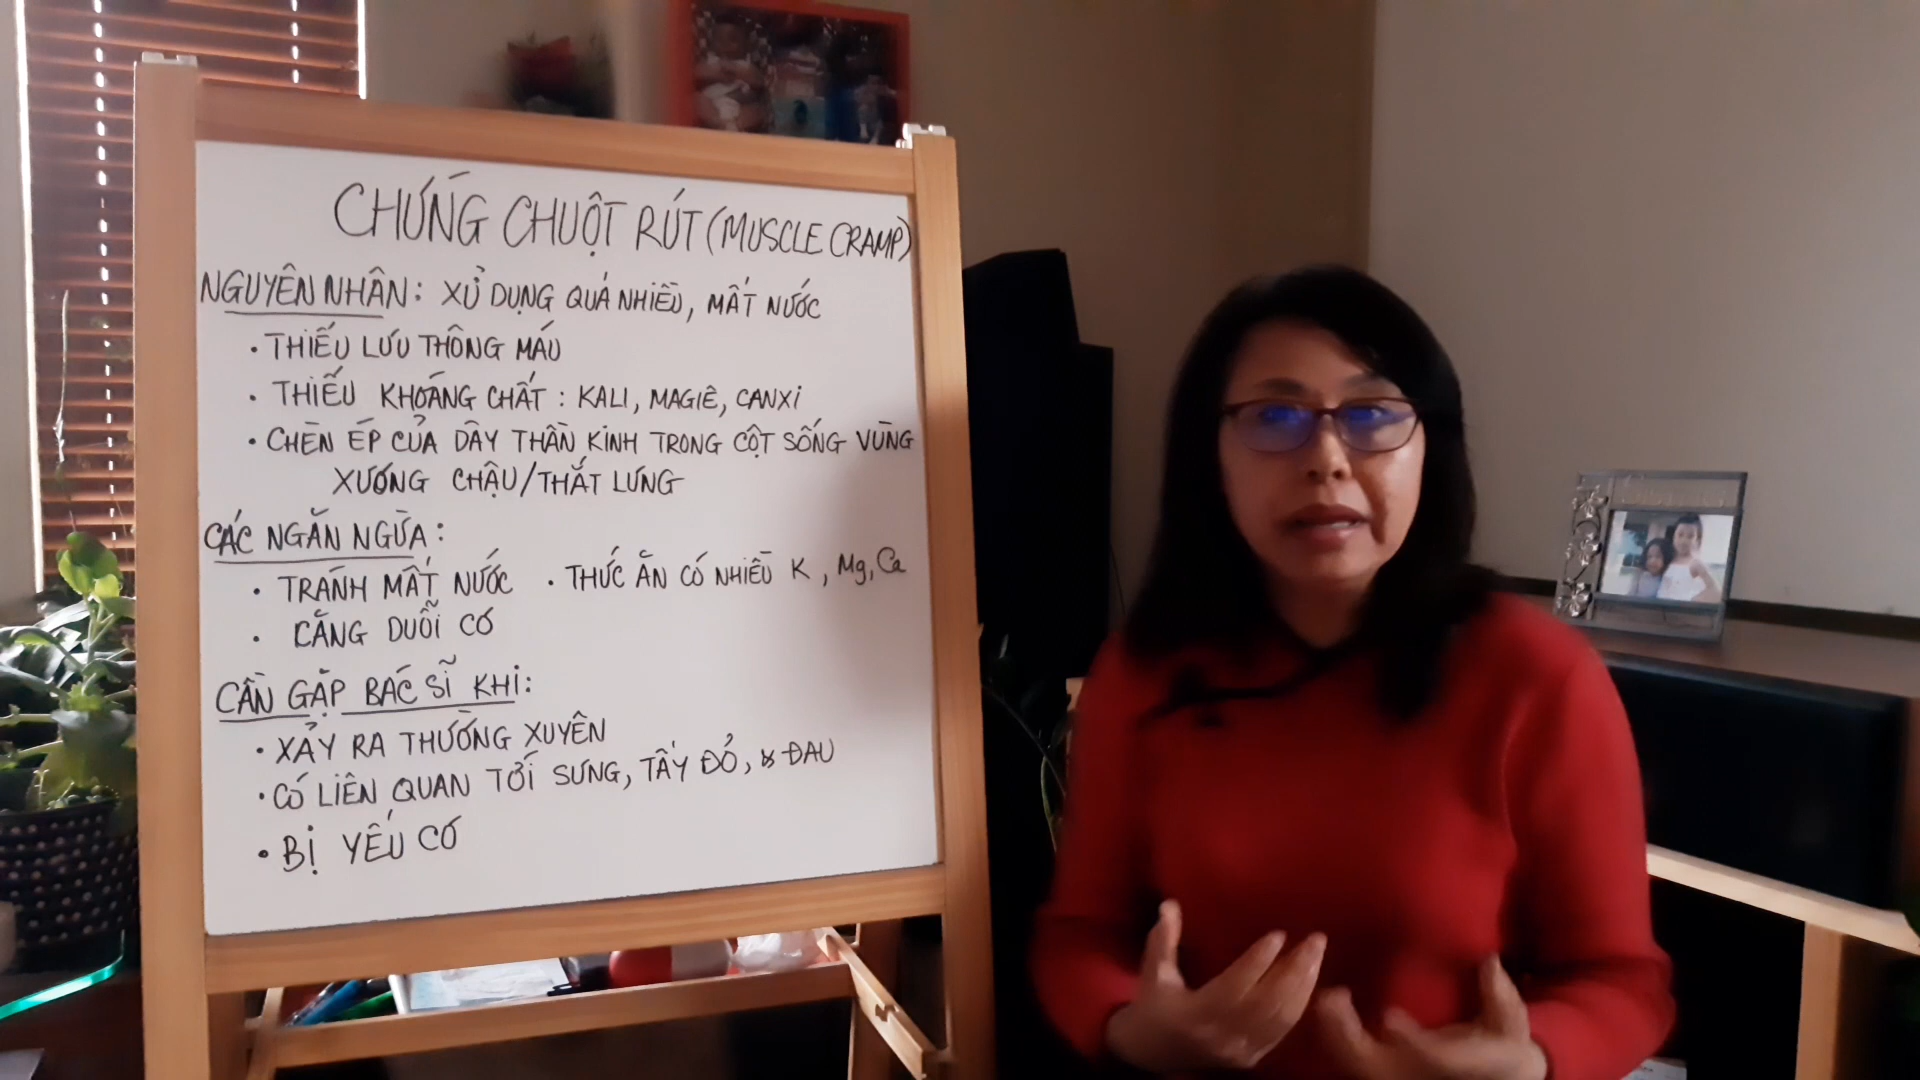 CHỨNG CHUỘT RÚT (MUSCLE CRAMP)
NGUYÊN NHÂN: XỬ DỤNG QUÁ NHIỀU, MẤT NƯỚC
• THIẾU LƯU THÔNG MÁU
• THIẾU KHOÁNG CHẤT: KALI, MAGIÊ, CANXI
• CHÈN ÉP CỦA DÂY THẦN KINH TRONG CỘT SỐNG VÙNG
XƯƠNG CHẬU/THẮT LƯNG
CÁC NGĂN NGỪA:
• TRÁNH MẤT NƯỚC • THỨC ĂN CÓ NHIỀU K, Mg, Ca
• CĂNG DUỖI CƠ
CẦN GẶP BÁC SĨ KHI:
• XẢY RA THƯỜNG XUYÊN
• CÓ LIÊN QUAN TỚI SƯNG, TẤY ĐỎ, & ĐAU
• BỊ YẾU CƠ